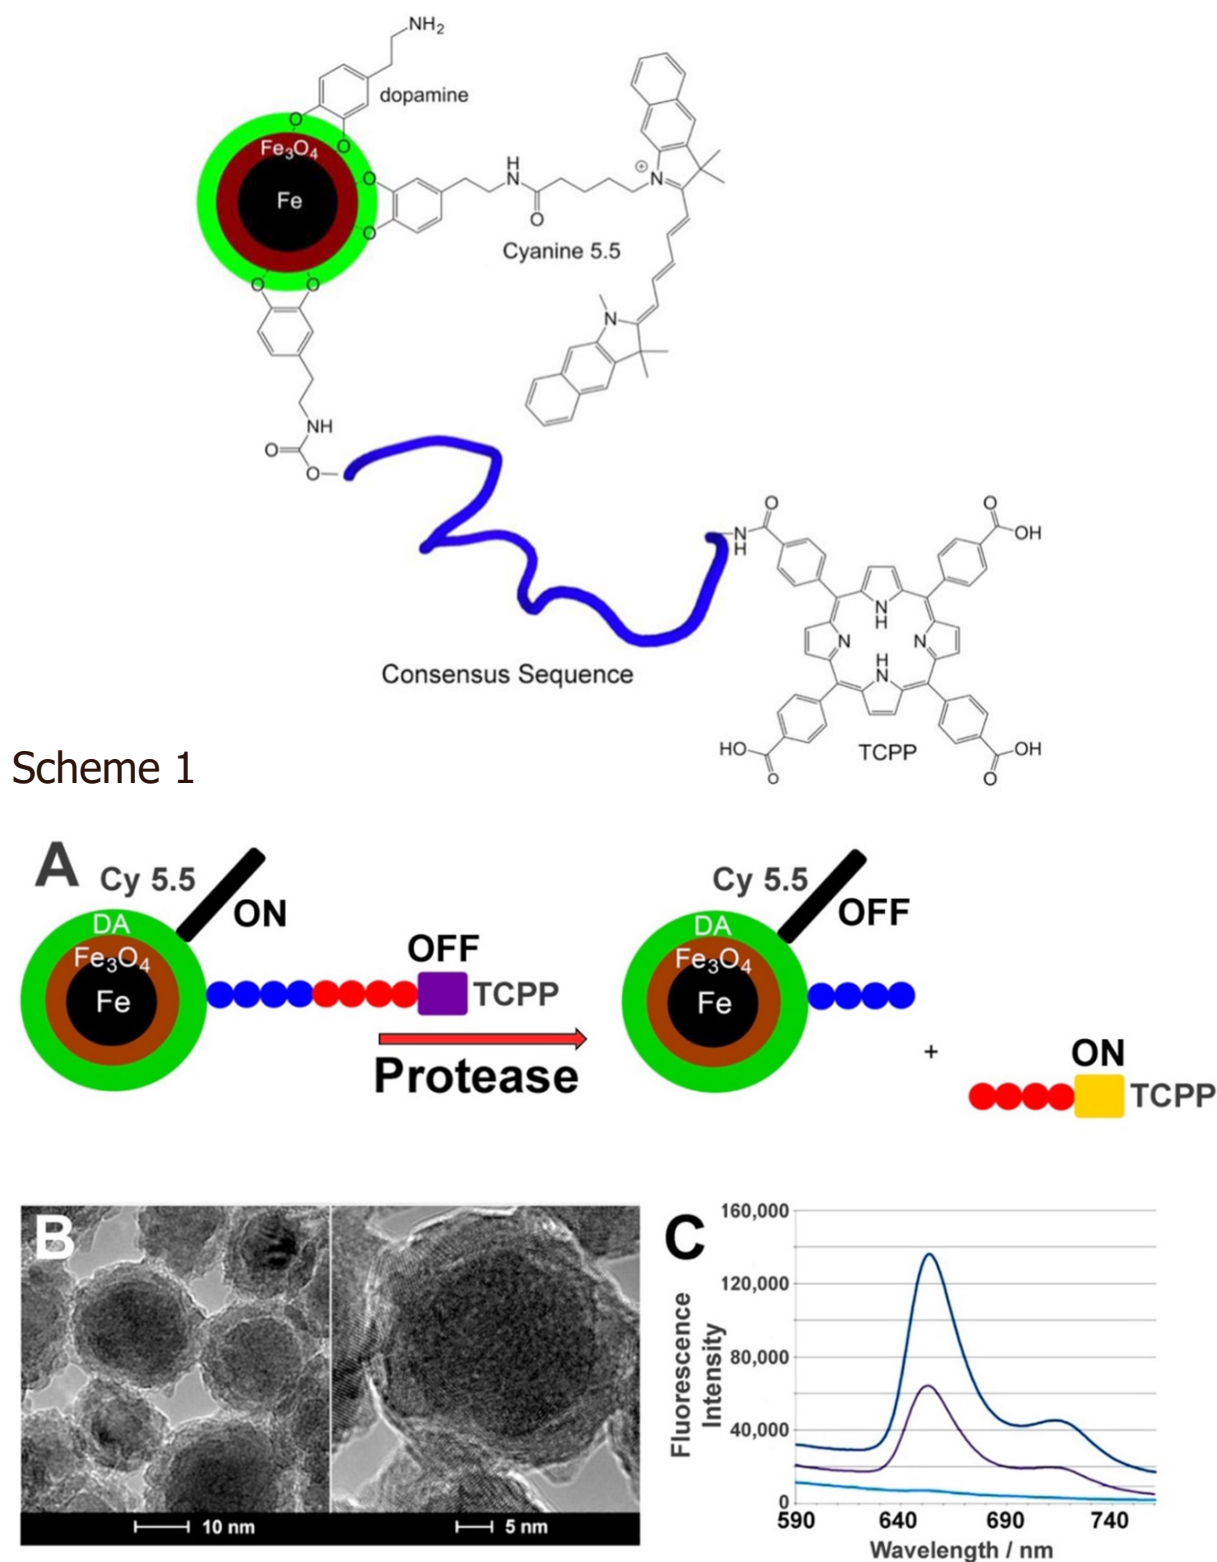 NH₂
dopamine
O
O
Fe₃O₄
Fe
O
O
H
N
O
Cyanine 5.5
N
⊕
N
O
O
NH
O
O
Consensus Sequence
N
H
O
O
OH
N
H
N
N
H
N
HO
O
TCPP
OH
O
Scheme 1
A
Cy 5.5
ON
DA
Fe₃O₄
Fe
OFF
TCPP
Protease
Cy 5.5
OFF
DA
Fe₃O₄
Fe
+
ON
TCPP
B
10 nm
5 nm
C
Fluorescence
Intensity
160,000
120,000
80,000
40,000
0
590
640
690
740
Wavelength / nm